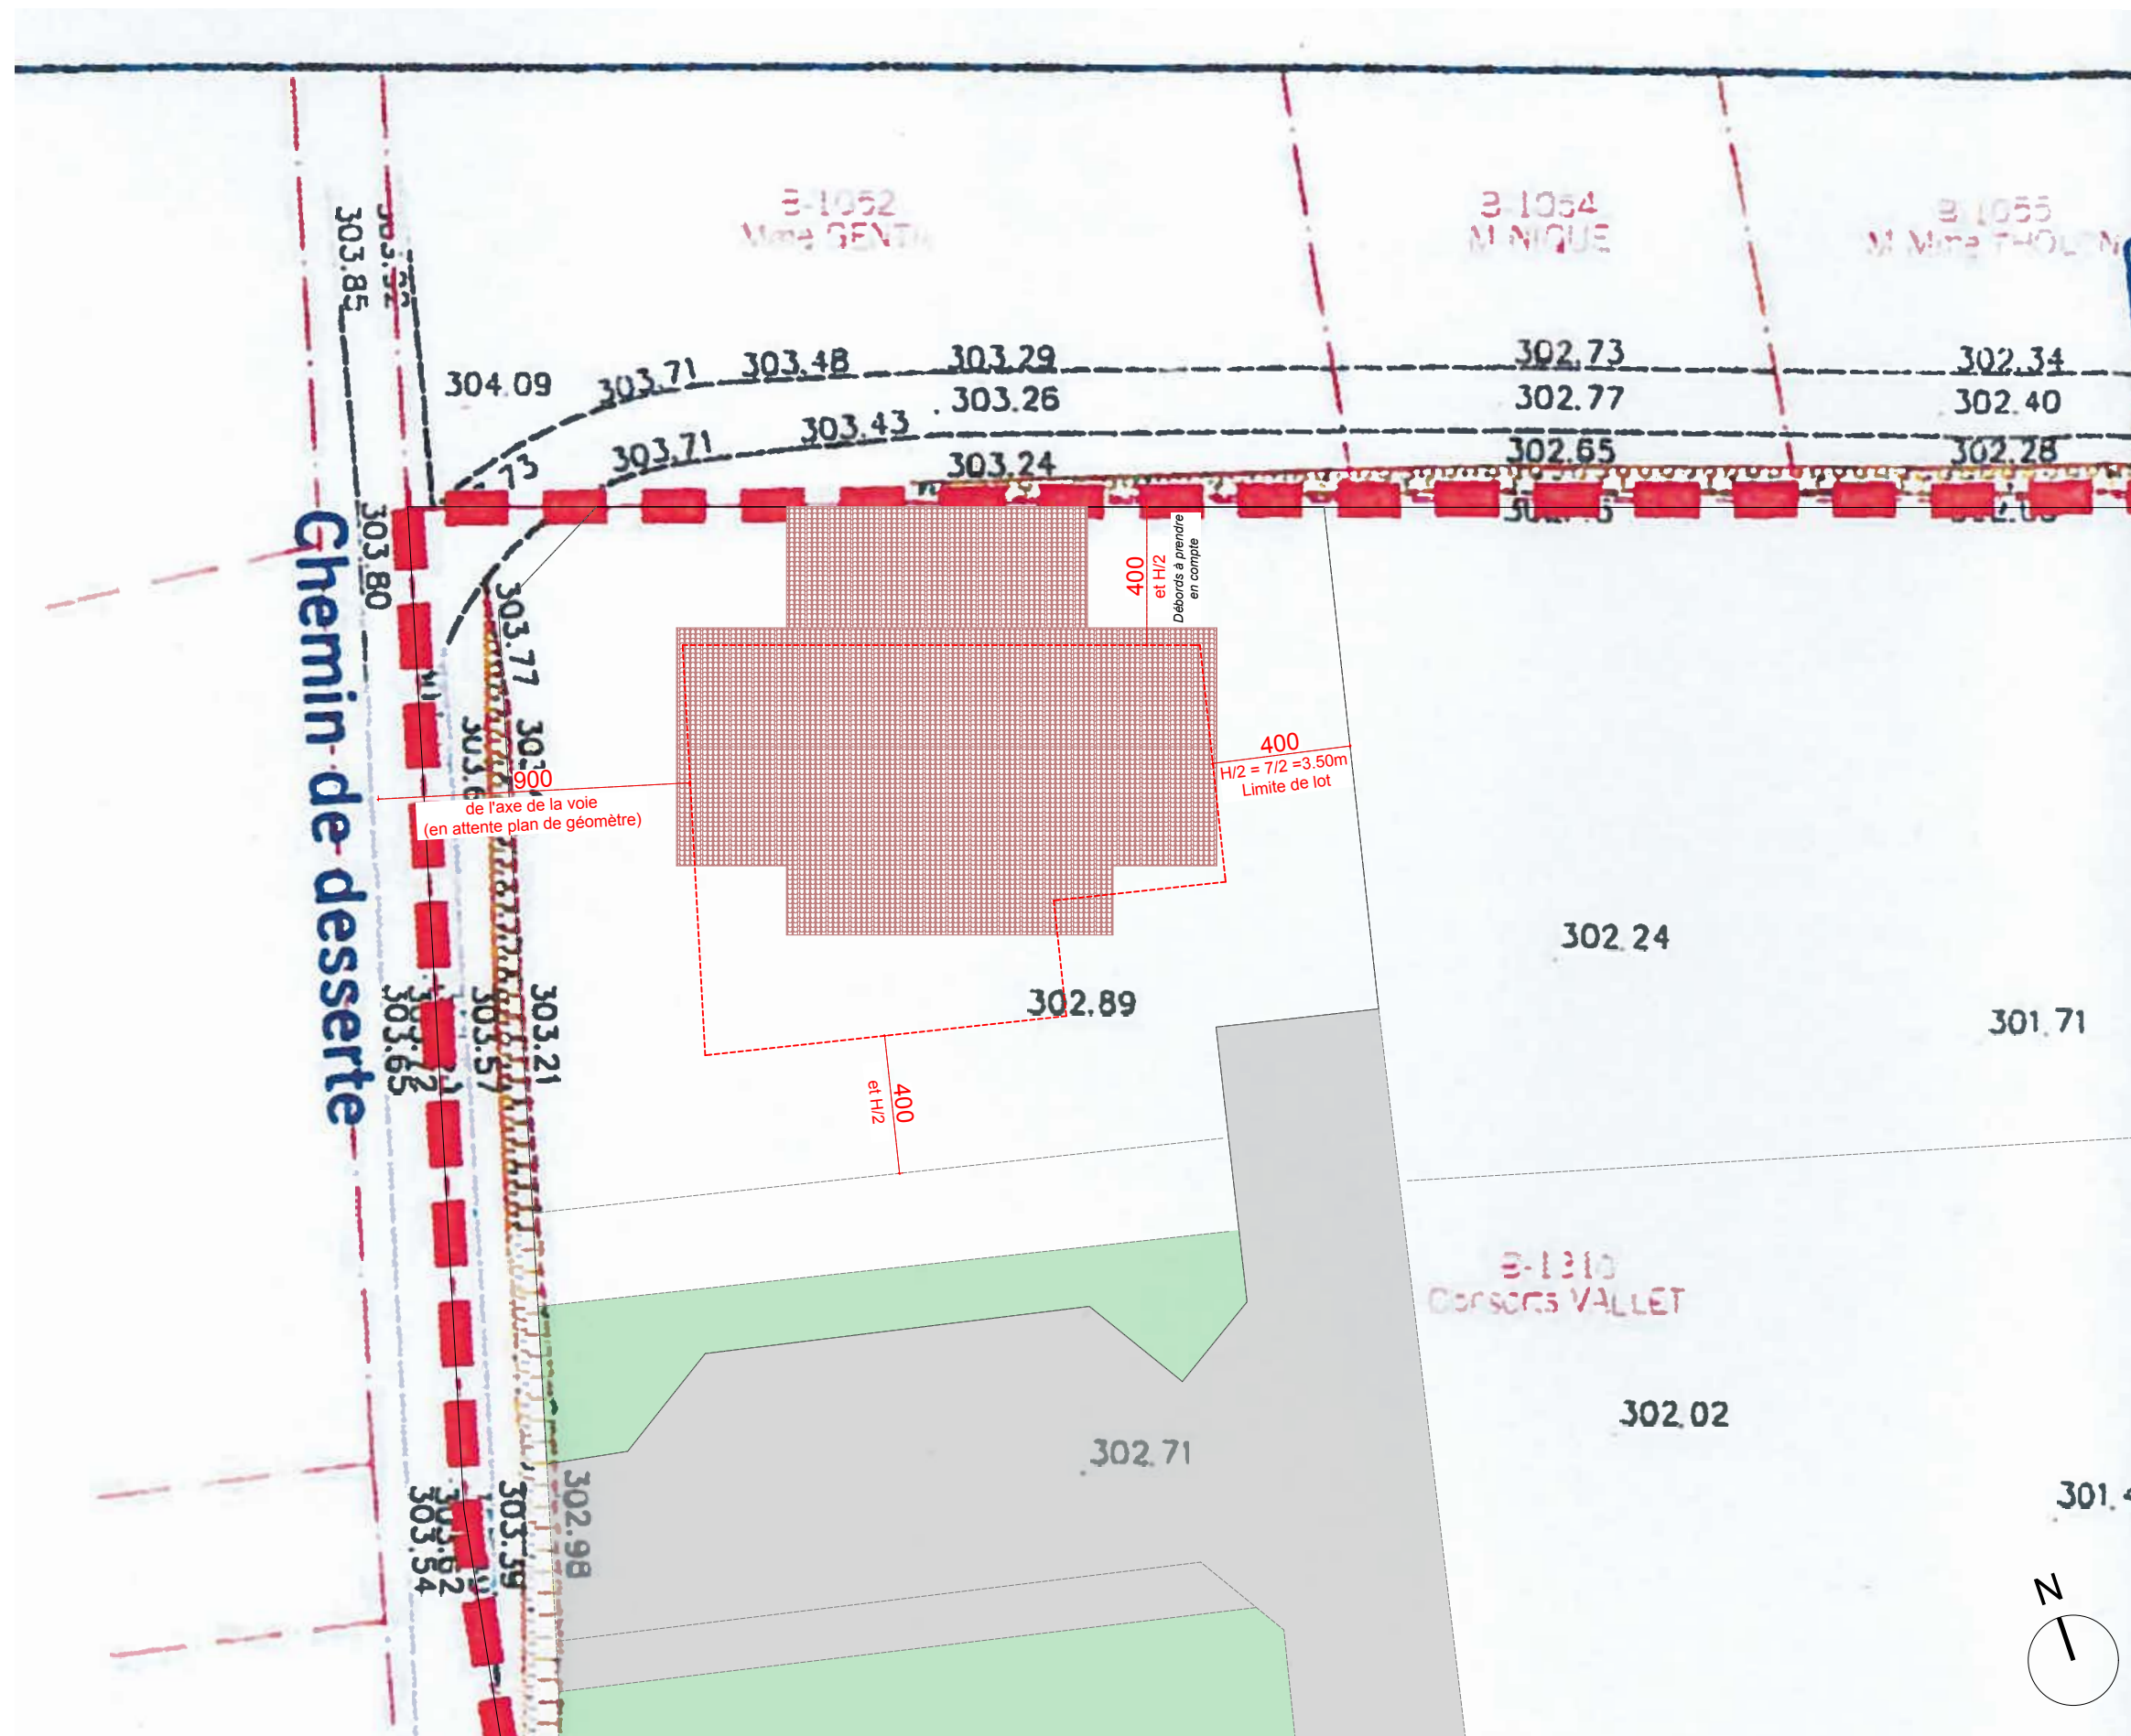 B-1052
Mme
B-1054
M NIQUE
B-1055
303.85
304.09
303.71
303.48
303.29
302.73
302.34
303.26
302.77
302.40
303.71
303.43
303.24
302.65
302.28
73
303.80
Chemin de desserte
303.77
400
et H/2
Débords à prendre
en compte
400
H/2 = 7/2 =3.50m
Limite de lot
900
de l'axe de la voie
(en attente plan de géomètre)
302.24
302.89
301.71
303.65
303.57
303.21
400
et H/2
B-1310
Consorts VALLET
302.02
302.71
303.54
303.62
303.59
302.98
N